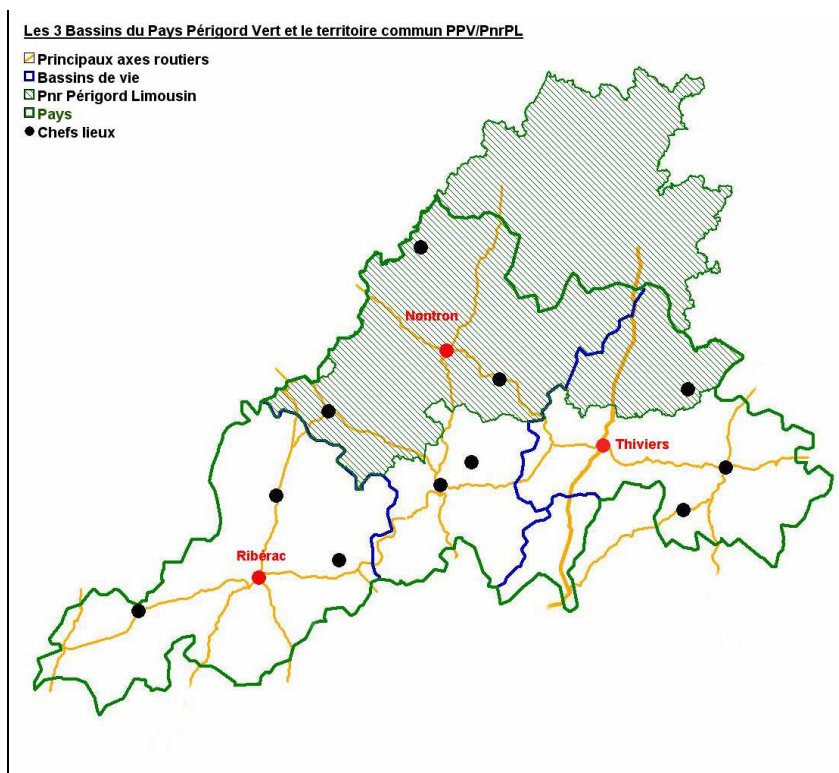 Les 3 Bassins du Pays Périgord Vert et le territoire commun PPV/PnrPL
Principaux axes routiers
Bassins de vie
Pnr Périgord Limousin
Pays
Chefs lieux
Nontron
Thiviers
Ribérac